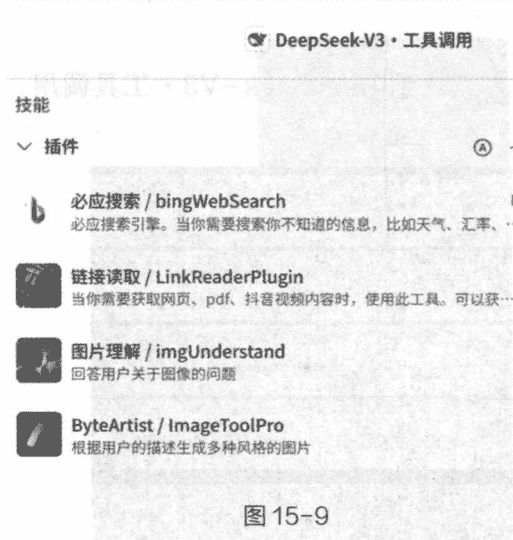 DeepSeek-V3·工具调用
技能
插件
必应搜索 / bingWebSearch
必应搜索引擎。当你需要搜索你不知道的信息，比如天气、汇率、…
链接读取 / LinkReaderPlugin
当你需要获取网页、pdf、抖音视频内容时，使用此工具。可以获…
图片理解 / imgUnderstand
回答用户关于图像的问题
ByteArtist / ImageToolPro
根据用户的描述生成多种风格的图片
图 15-9